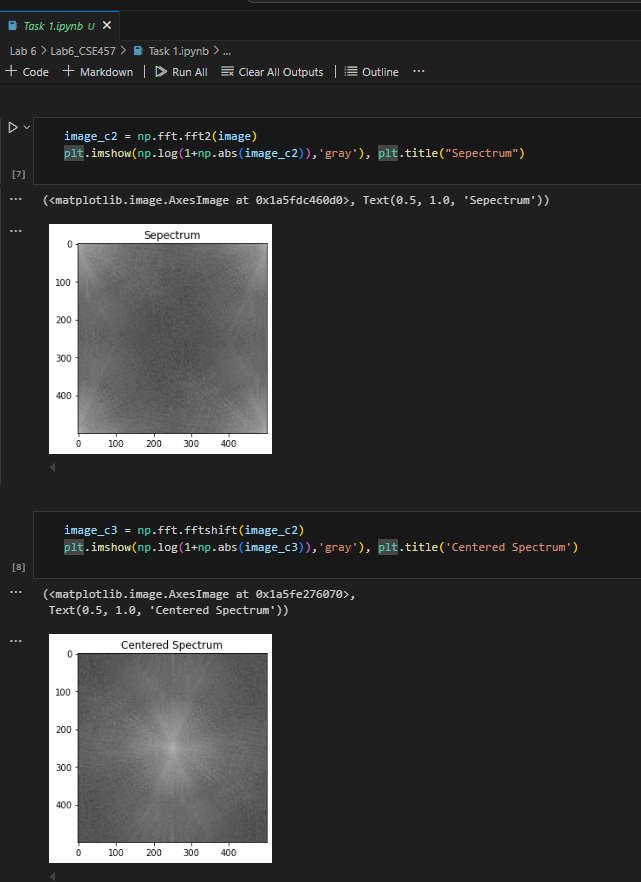 Task 1.ipynb U
Lab 6 > Lab6_CSE457 > Task 1.ipynb > ...
+ Code + Markdown | Run All Clear All Outputs | Outline ...
image_c2 = np.fft.fft2(image)
plt.imshow(np.log(1+np.abs(image_c2)),'gray'), plt.title("Sepectrum")
[7]
... (<matplotlib.image.AxesImage at 0x1a5fdc460d0>, Text(0.5, 1.0, 'Sepectrum'))
...
Sepectrum
0
100
200
300
400
0 100 200 300 400
image_c3 = np.fft.fftshift(image_c2)
plt.imshow(np.log(1+np.abs(image_c3)),'gray'), plt.title('Centered Spectrum')
[8]
... (<matplotlib.image.AxesImage at 0x1a5fe276070>,
Text(0.5, 1.0, 'Centered Spectrum'))
...
Centered Spectrum
0
100
200
300
400
0 100 200 300 400